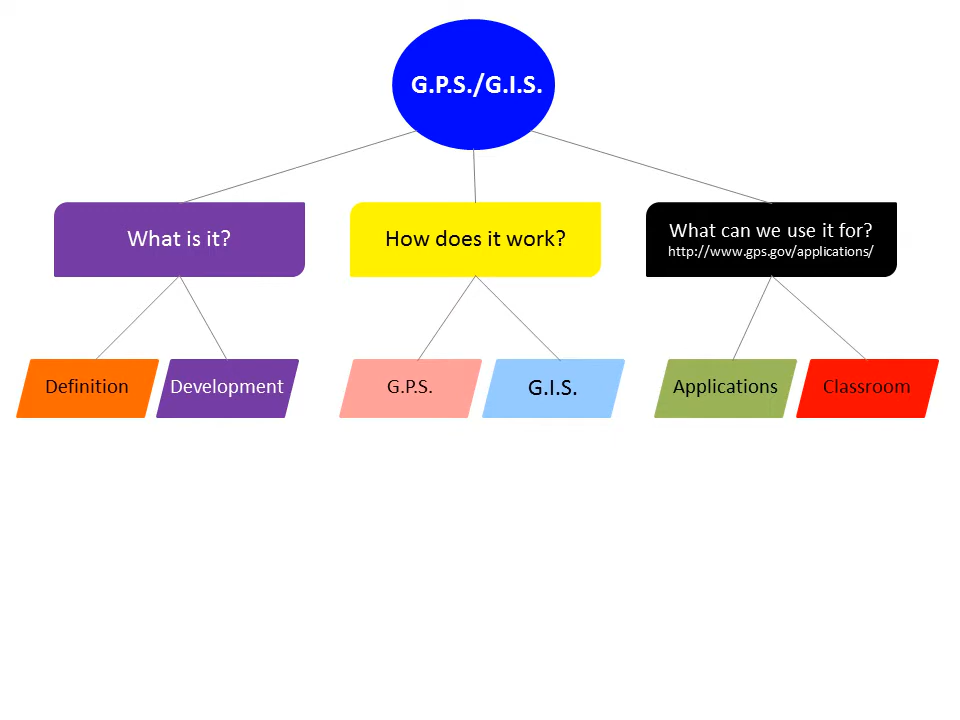 G.P.S./G.I.S.
What is it?
How does it work?
What can we use it for?
http://www.gps.gov/applications/
Definition
Development
G.P.S.
G.I.S.
Applications
Classroom